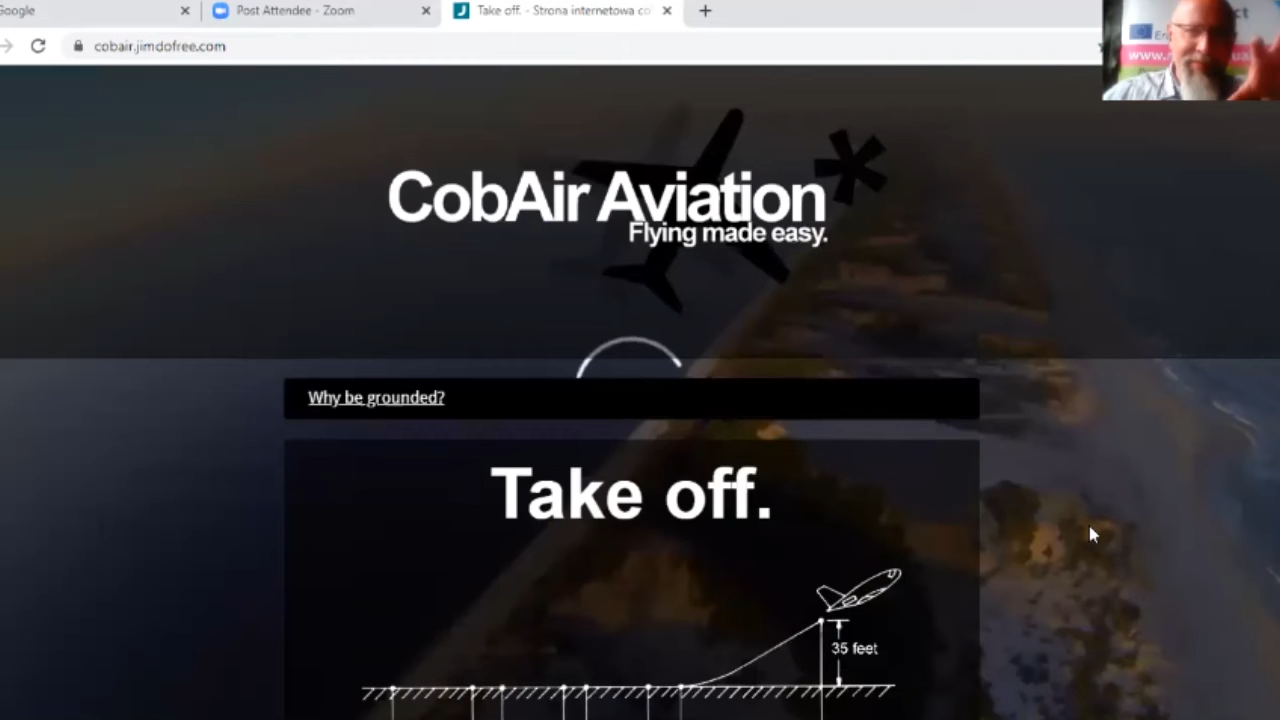 Google
Post Attendee - Zoom
Take off. - Strona internetowa co
cobair.jimdofree.com
www.
CobAir Aviation
Flying made easy.
Why be grounded?
Take off.
35 feet